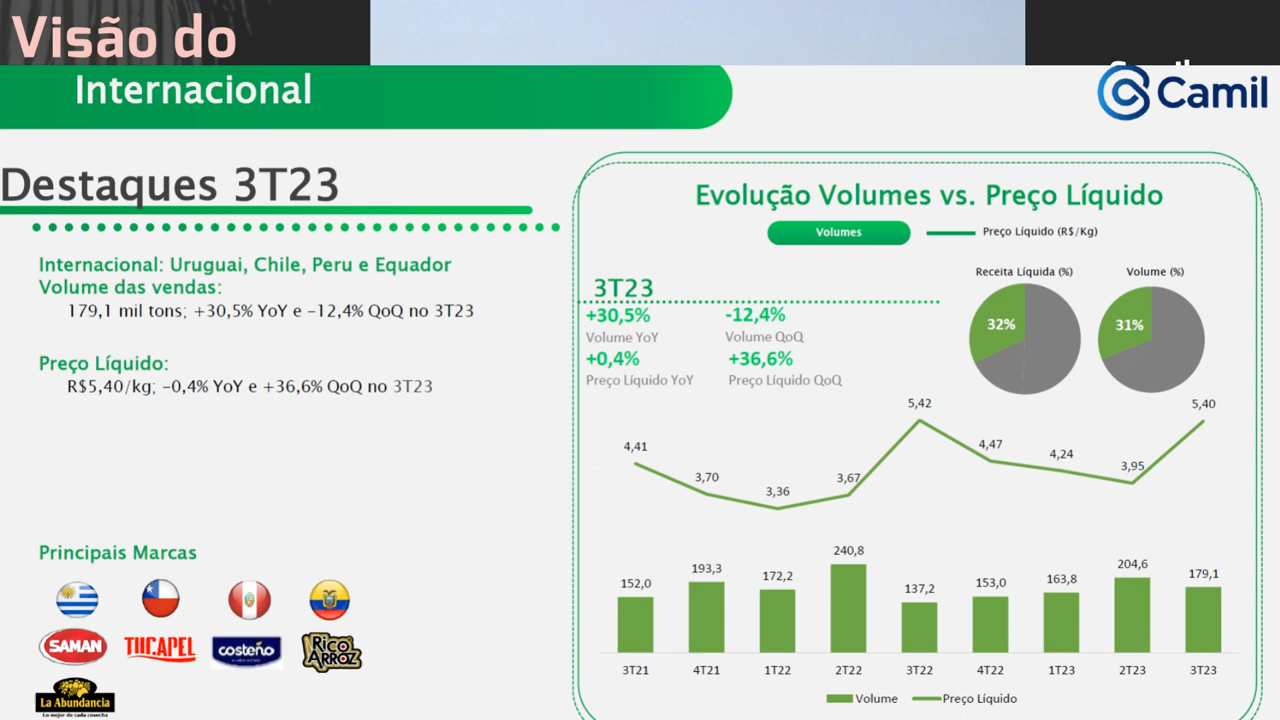 Visão do
Internacional
Camil
Destaques 3T23
Internacional: Uruguai, Chile, Peru e Equador
Volume das vendas:
179,1 mil tons; +30,5% YoY e -12,4% QoQ no 3T23
Preço Líquido:
R$5,40/kg; -0,4% YoY e +36,6% QoQ no 3T23
Principais Marcas
SAMAN
TUCAPEL
costeño
RICO ARROZ
La Abundancia
Lo mejor de cada cosecha
Evolução Volumes vs. Preço Líquido
Volumes
Preço Líquido (R$/Kg)
3T23
+30,5%
-12,4%
Volume YoY
Volume QoQ
+0,4%
+36,6%
Preço Líquido YoY
Preço Líquido QoQ
Receita Líquida (%)
Volume (%)
32%
31%
4,41
3,70
3,36
3,67
5,42
4,47
4,24
3,95
5,40
152,0
193,3
172,2
240,8
137,2
153,0
163,8
204,6
179,1
3T21
4T21
1T22
2T22
3T22
4T22
1T23
2T23
3T23
Volume
Preço Líquido